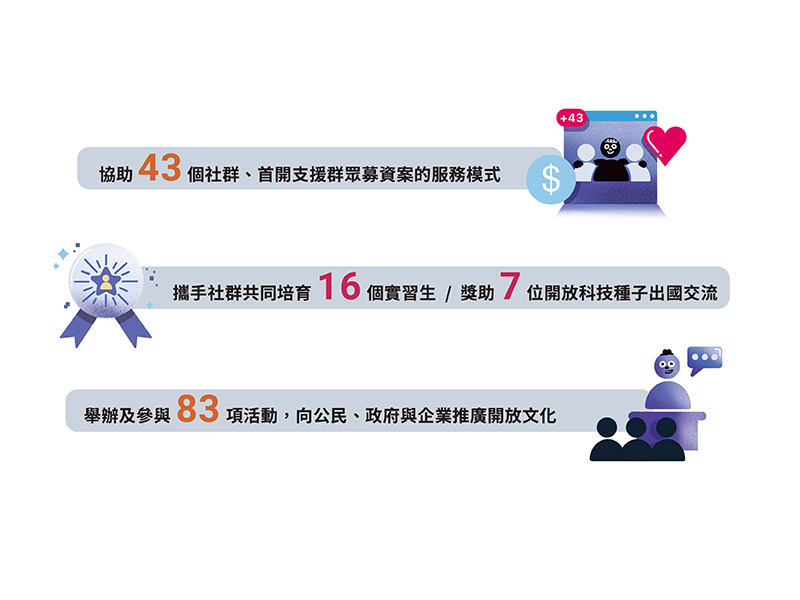 +43
協助 43 個社群、首開支援群眾募資案的服務模式
$
攜手社群共同培育 16 個實習生 / 獎助 7 位開放科技種子出國交流
舉辦及參與 83 項活動，向公民、政府與企業推廣開放文化